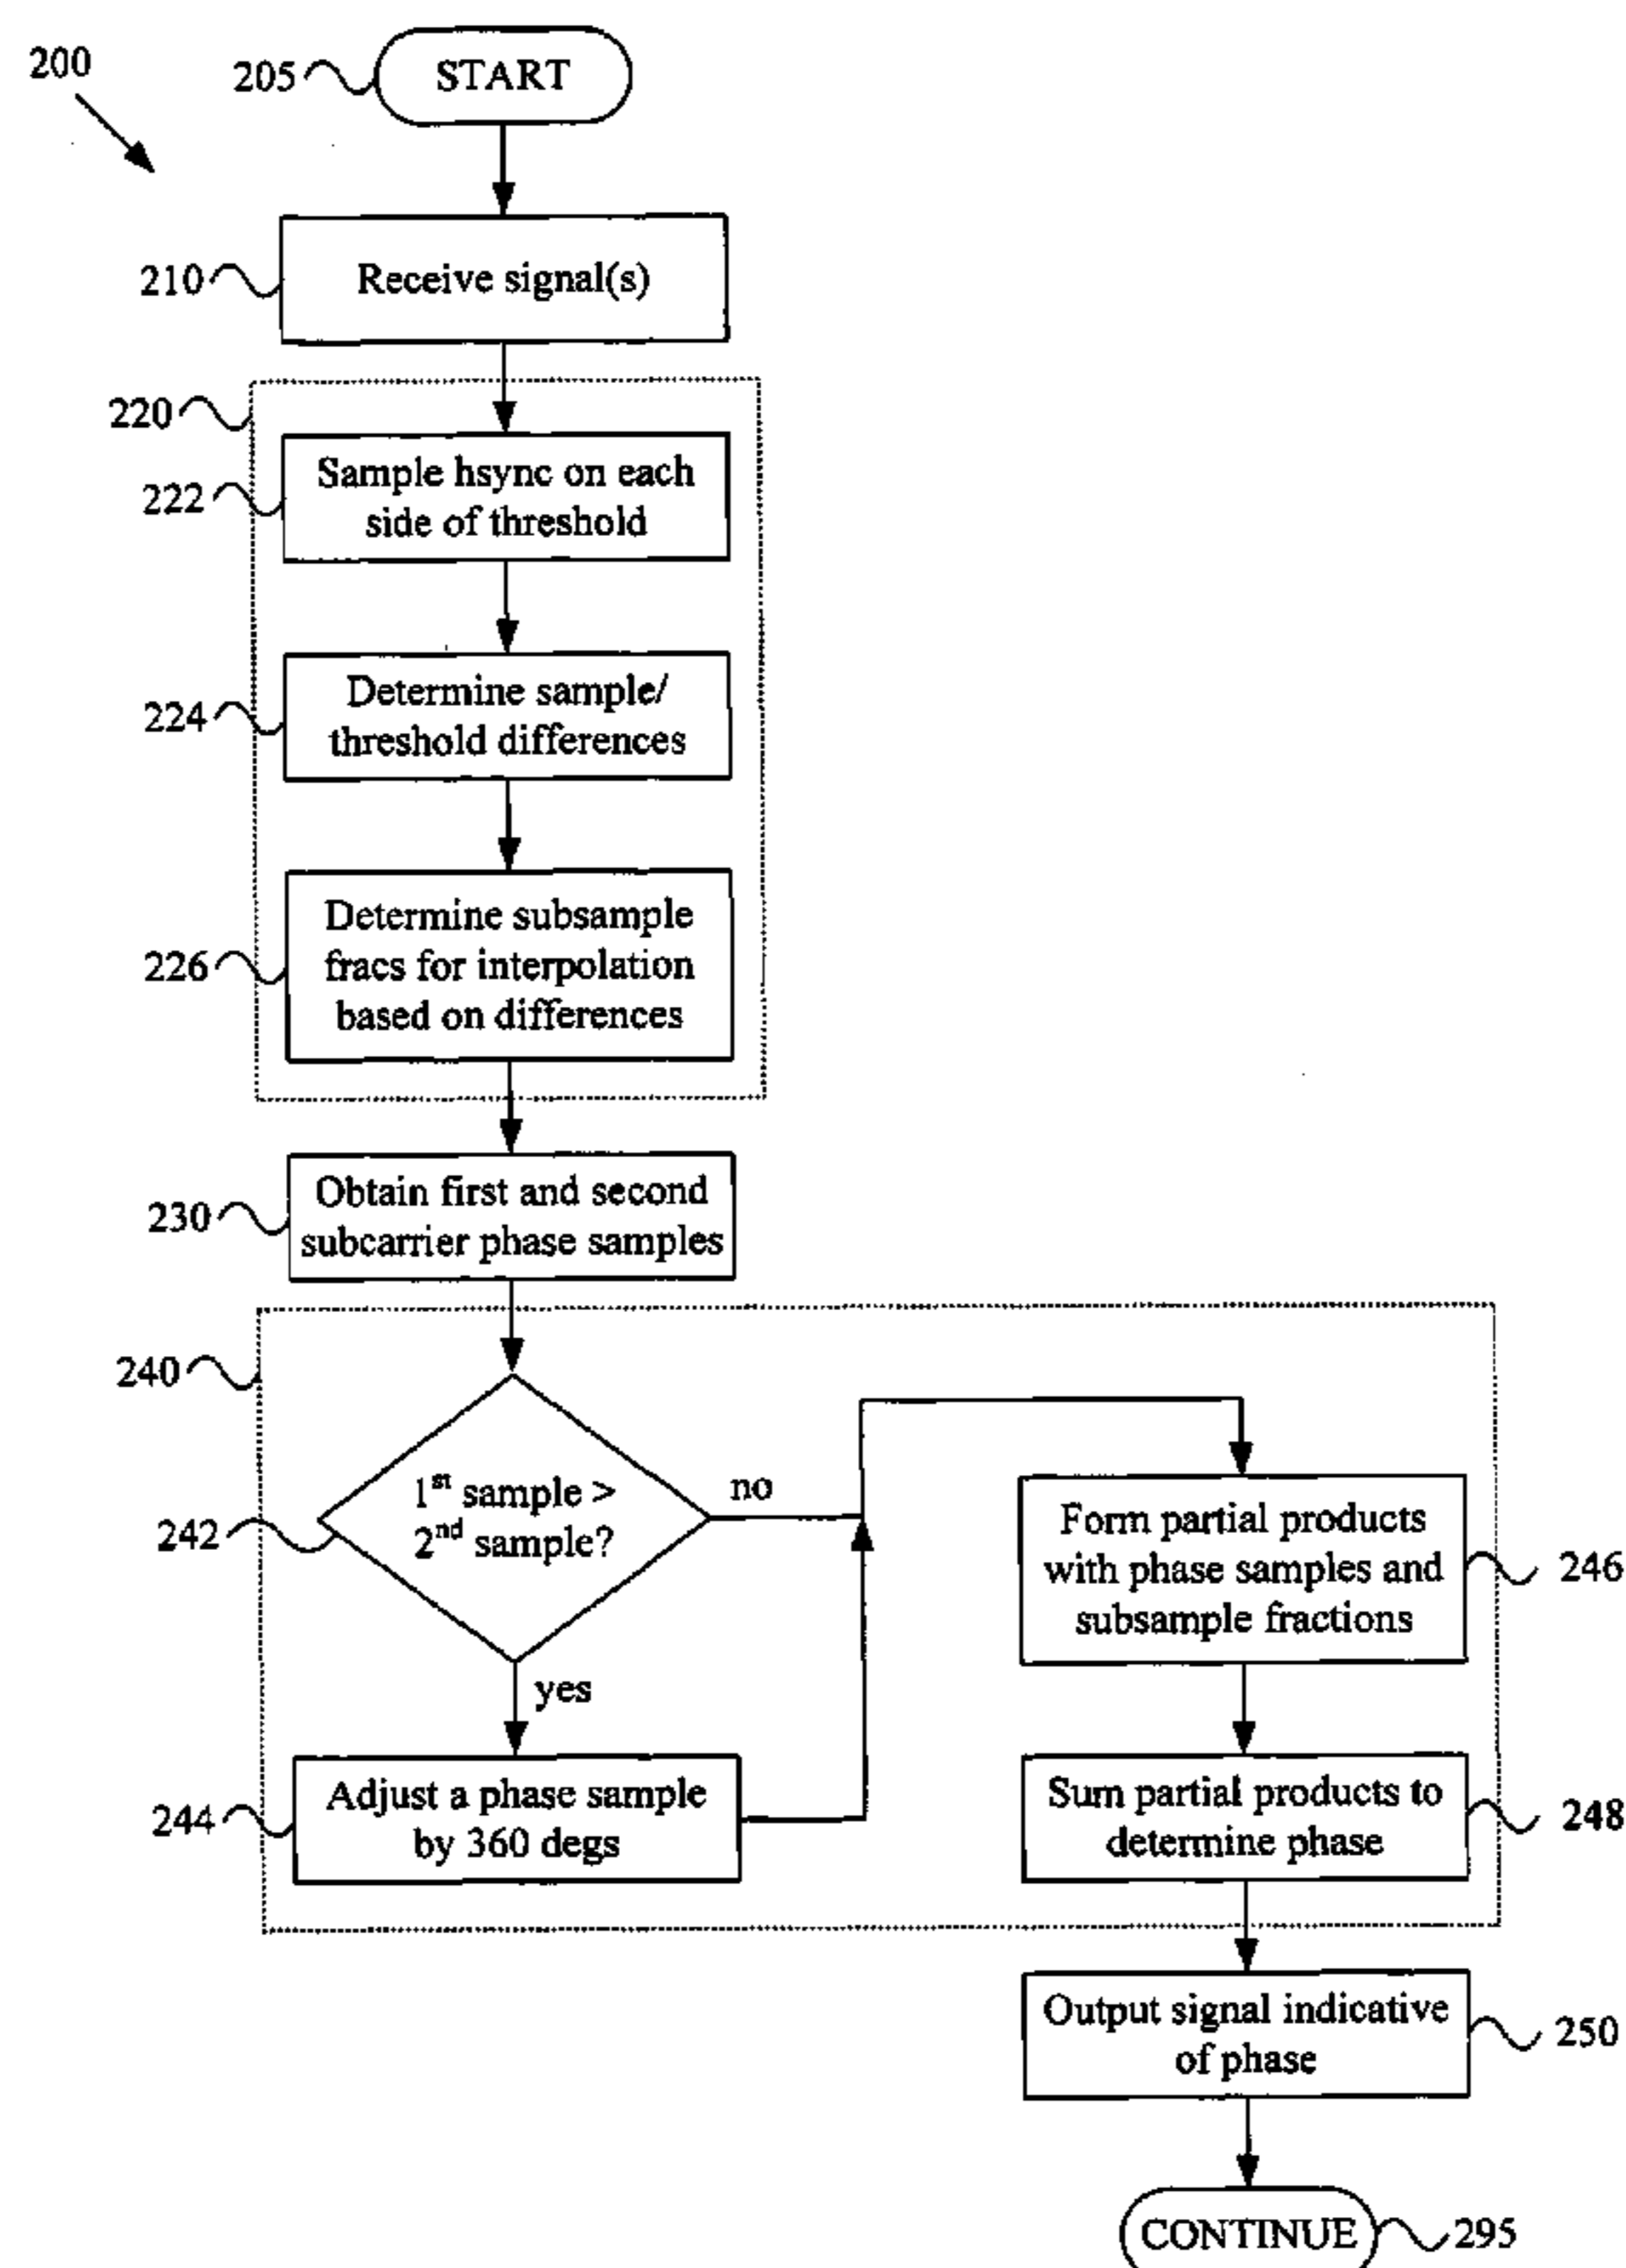 200
205
START
210
Receive signal(s)
220
222
Sample hsync on each
side of threshold
224
Determine sample/
threshold differences
226
Determine subsample
fracs for interpolation
based on differences
230
Obtain first and second
subcarrier phase samples
240
242
1st sample >
2nd sample?
no
yes
244
Adjust a phase sample
by 360 degs
Form partial products
with phase samples and
subsample fractions
246
Sum partial products to
determine phase
248
Output signal indicative
of phase
250
CONTINUE
295